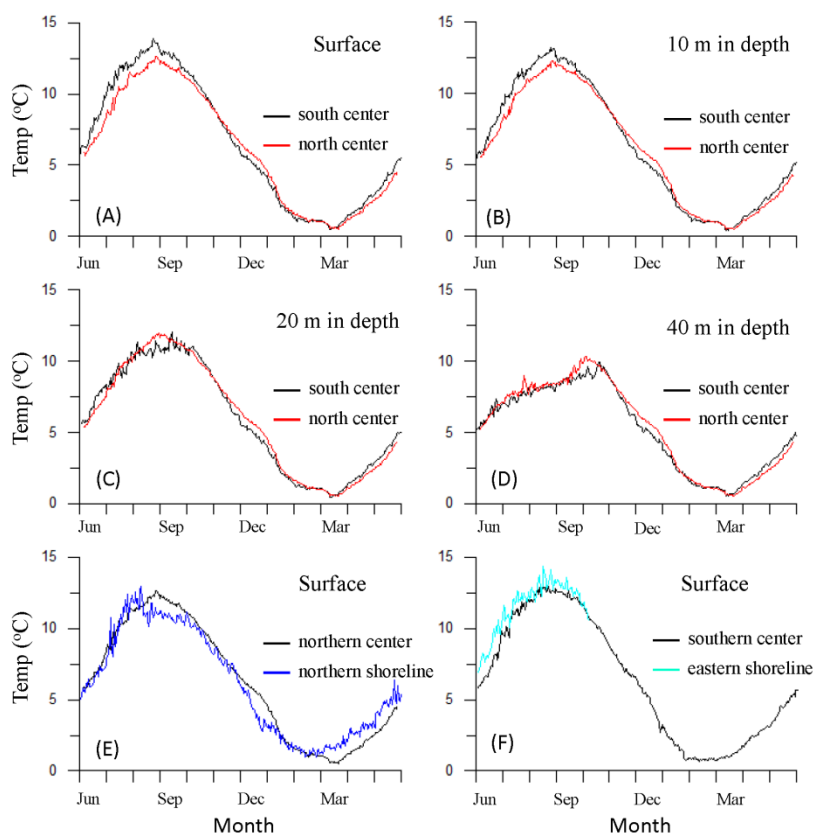 15
10
5
0
Temp (ºC)
Surface
south center
north center
(A)
Jun Sep Dec Mar
15
10
5
0
10 m in depth
south center
north center
(B)
Jun Sep Dec Mar
15
10
5
0
Temp (ºC)
20 m in depth
south center
north center
(C)
Jun Sep Dec Mar
15
10
5
0
40 m in depth
south center
north center
(D)
Jun Sep Dec Mar
15
10
5
0
Temp (ºC)
Surface
northern center
northern shoreline
(E)
Jun Sep Dec Mar
Month
15
10
5
0
Surface
southern center
eastern shoreline
(F)
Jun Sep Dec Mar
Month